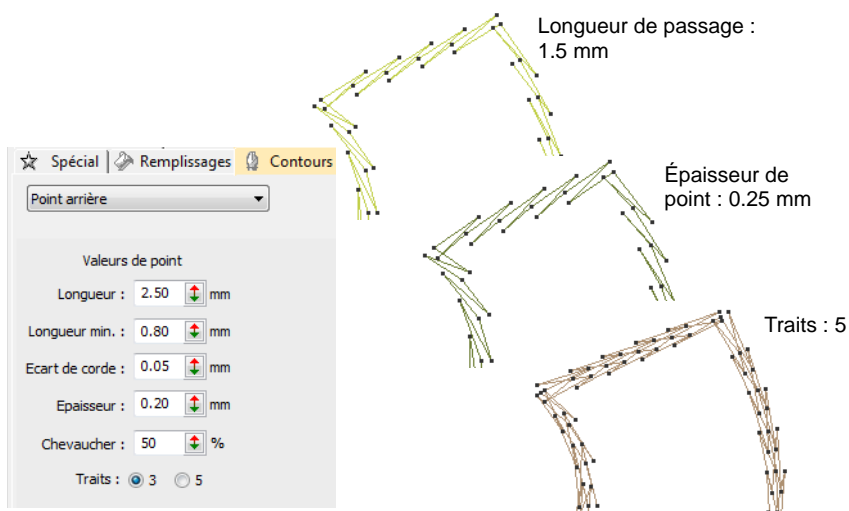 Longueur de passage :
1.5 mm
Spécial Remplissages Contours
Point arrière
Épaisseur de
point : 0.25 mm
Valeurs de point
Longueur : 2.50 mm
Longueur min. : 0.80 mm
Ecart de corde : 0.05 mm
Epaisseur : 0.20 mm
Chevaucher : 50 %
Traits : 3 5
Traits : 5